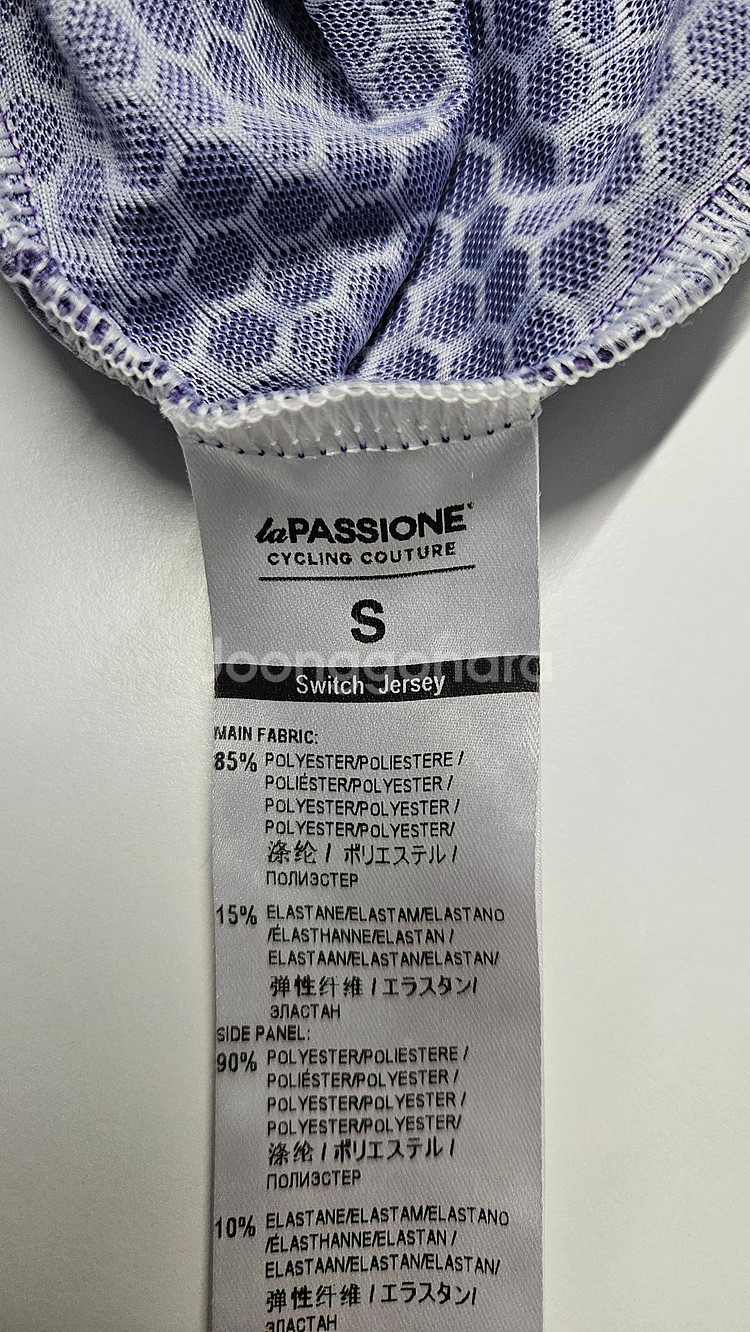 laPASSIONE
CYCLING COUTURE
S
Joonggonara
Switch Jersey
MAIN FABRIC:
85% POLYESTER/POLIESTERE /
POLIÉSTER/POLYESTER /
POLYESTER/POLYESTER /
POLYESTER/POLYESTER/
涤纶 / ポリエステル /
ПОЛИЭСТЕР
15% ELASTANE/ELASTAM/ELASTANO
/ÉLASTHANNE/ELASTAN /
ELASTAAN/ELASTAN/ELASTAN/
弹性纤维 / エラスタン/
ЭЛАСТАН
SIDE PANEL:
90% POLYESTER/POLIESTERE /
POLIÉSTER/POLYESTER /
POLYESTER/POLYESTER /
POLYESTER/POLYESTER/
涤纶 / ポリエステル /
ПОЛИЭСТЕР
10% ELASTANE/ELASTAM/ELASTANO
/ÉLASTHANNE/ELASTAN /
ELASTAAN/ELASTAN/ELASTAN/
弹性纤维 / エラスタン/
ЭЛАСТАН